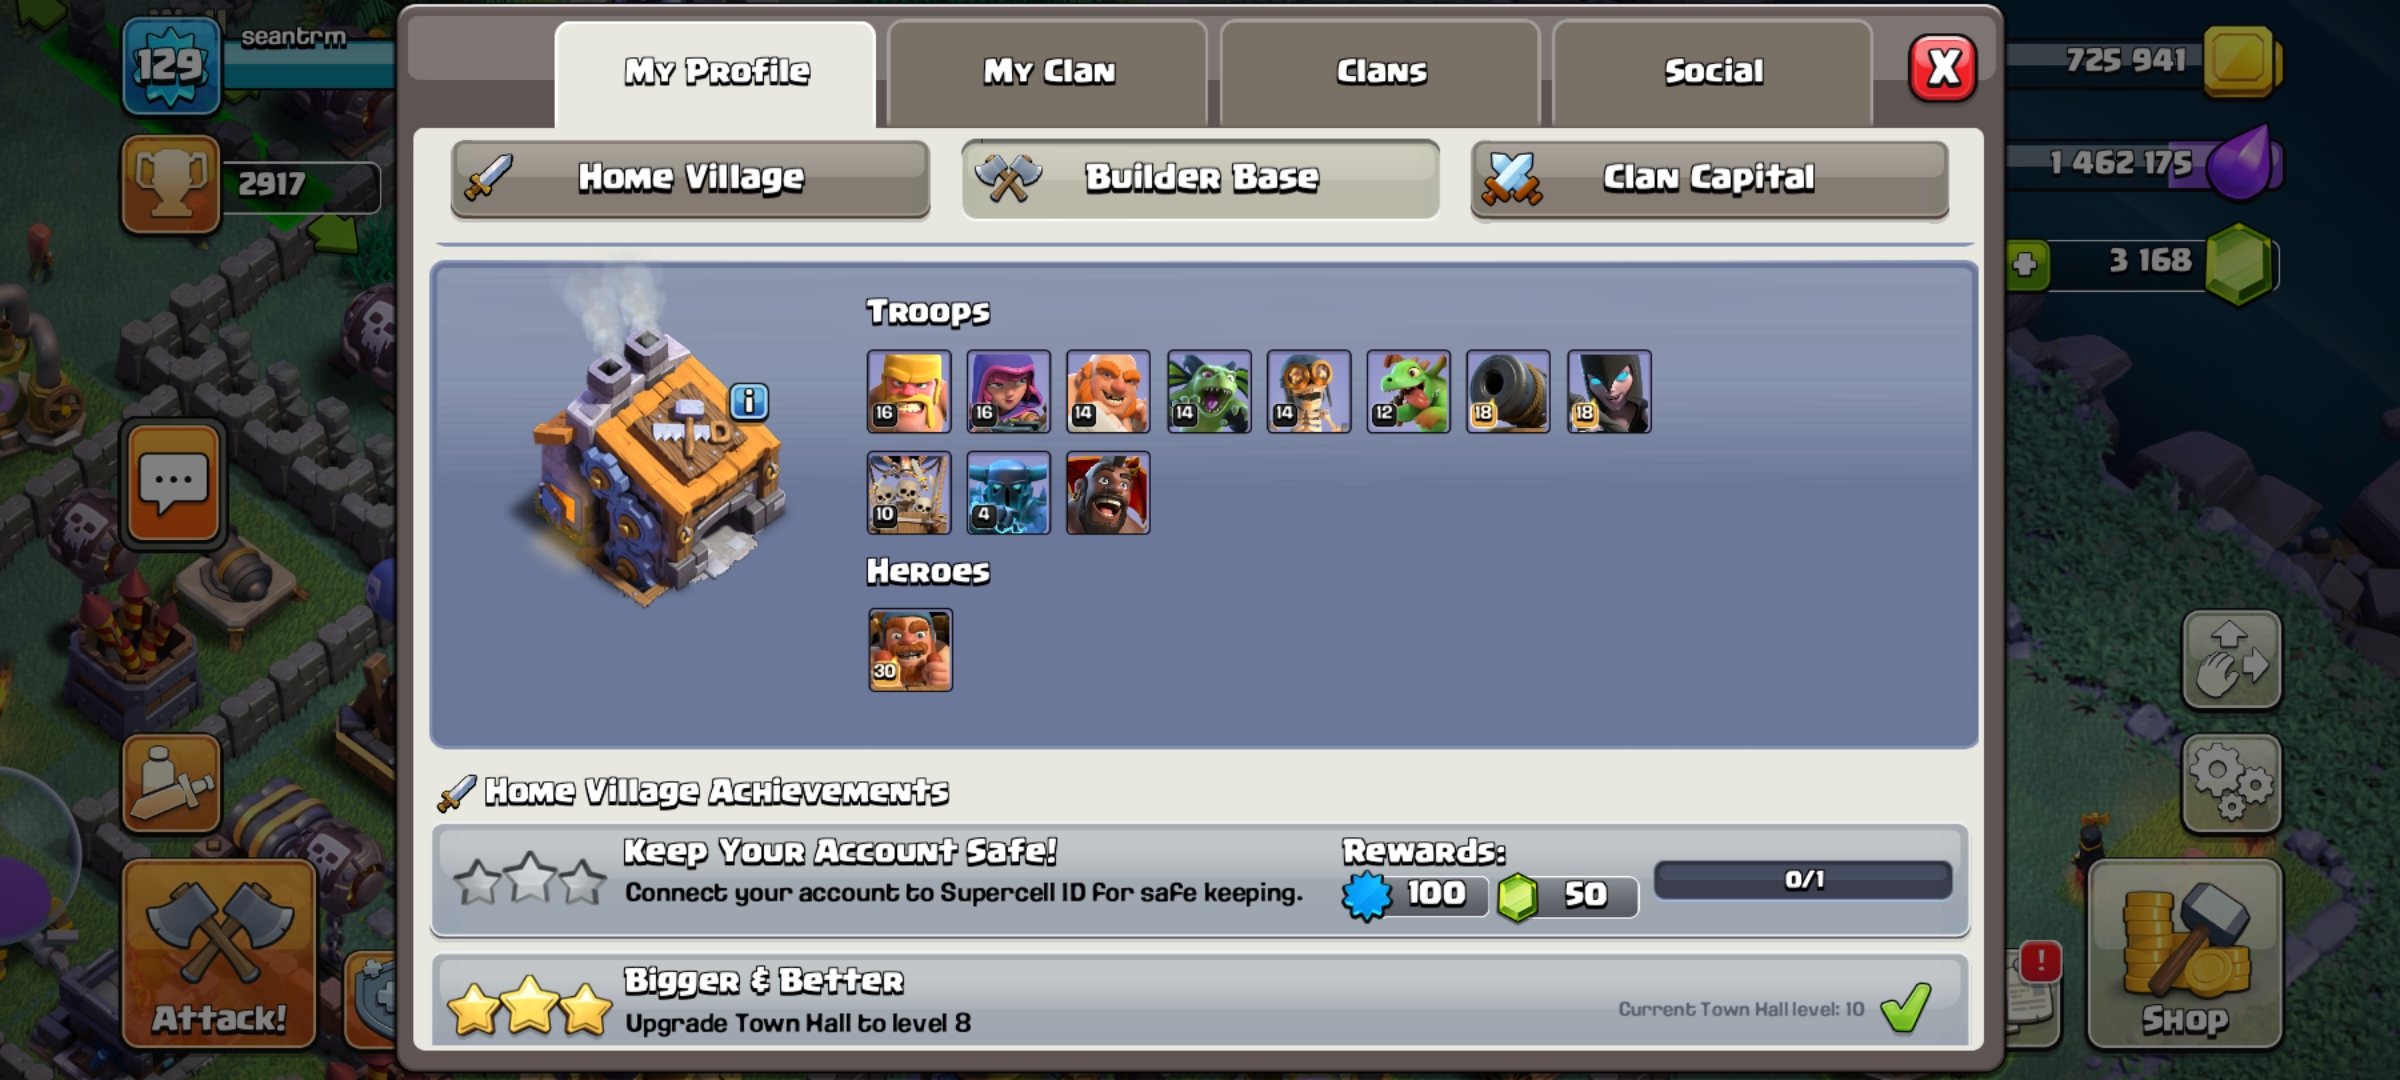 129
seantrm
2917
My Profile
My Clan
Clans
Social
X
725 941
1 462 175
3 168
Home Village
Builder Base
Clan Capital
Troops
16
16
14
14
14
12
18
18
10
4
Heroes
30
i
Home Village Achievements
Keep Your Account Safe!
Connect your account to Supercell ID for safe keeping.
Rewards:
100
50
0/1
Bigger & Better
Upgrade Town Hall to level 8
Current Town Hall level: 10
Attack!
!
Shop